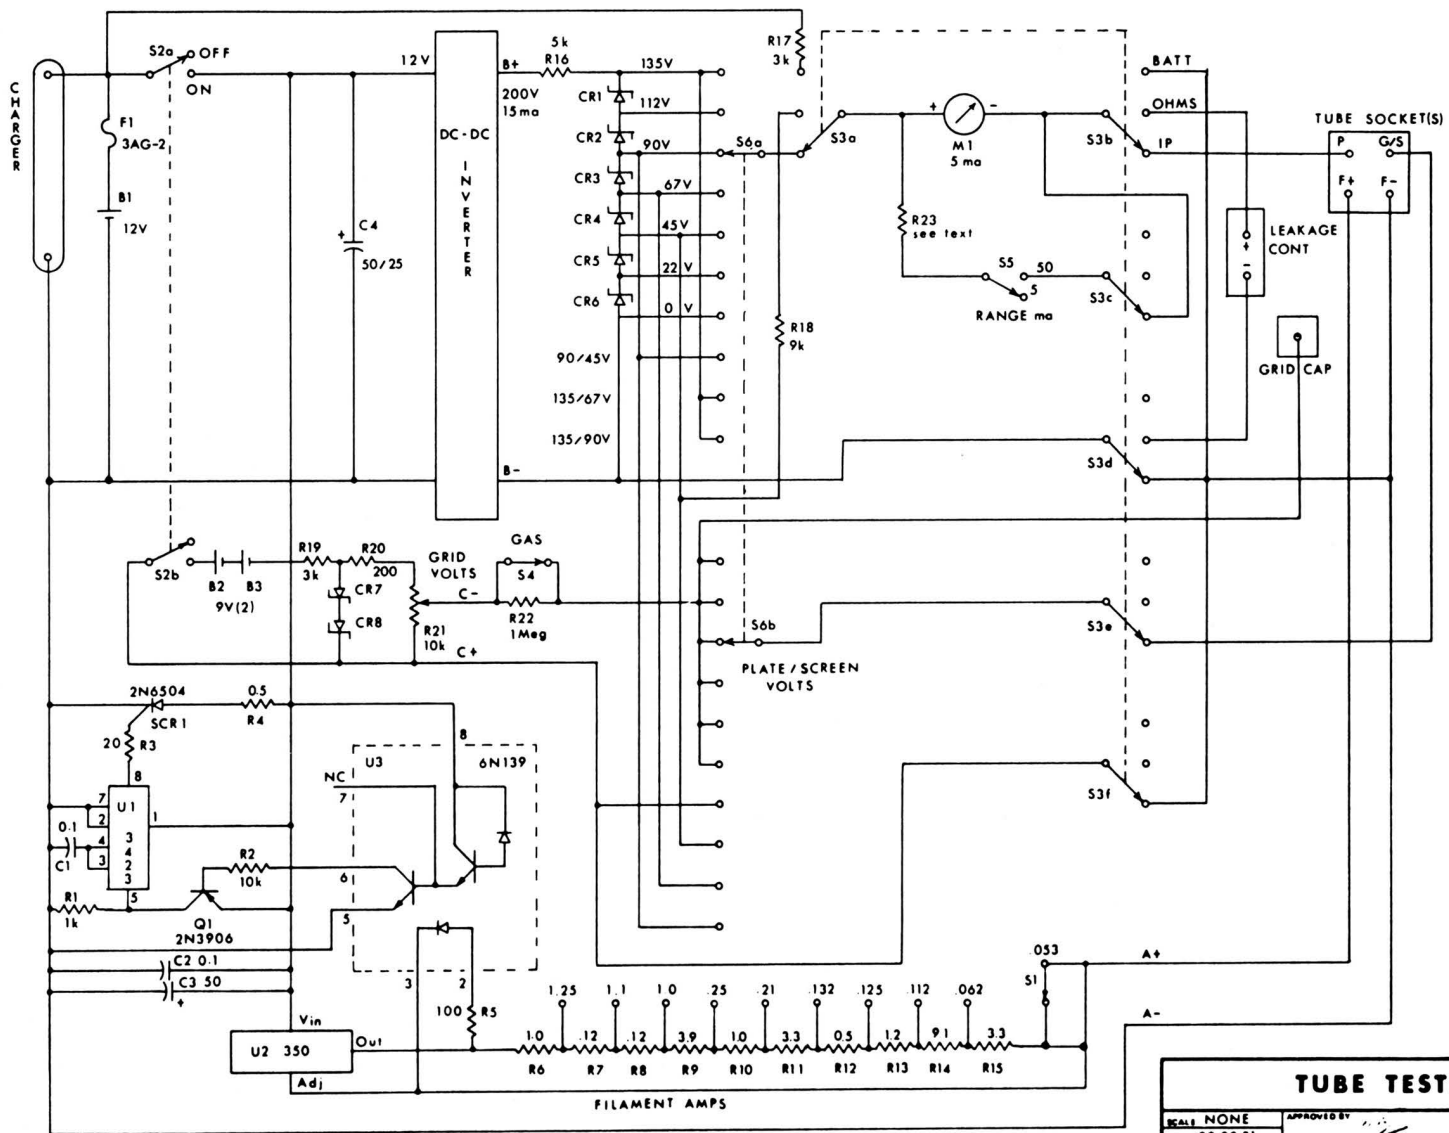 CHARGER
S2a
OFF
ON
F1
3AG-2
B1
12V
C4
+
50/25
12V
DC-DC
INVERTER
B+
200V
15ma
B-
5k
R16
CR1
CR2
CR3
CR4
CR5
CR6
135V
112V
90V
67V
45V
22 V
0 V
90/45V
135/67V
135/90V
S6a
R17
3k
R18
9k
S3a
+
-
M1
5 ma
R23
see text
S5
50
5
RANGE ma
S3b
S3c
S3d
S3e
S3f
BATT
OHMS
IP
TUBE SOCKET(S)
P
G/S
F+
F-
+
-
LEAKAGE
CONT
GRID CAP
S2b
B2
B3
9V(2)
R19
3k
R20
200
CR7
CR8
R21
10k
GRID
VOLTS
C-
C+
GAS
S4
R22
1Meg
S6b
PLATE/SCREEN
VOLTS
2N6504
SCR1
0.5
R4
20
R3
8
7
2
4
3
U1
3
4
2
3
1
5
0.1
C1
R1
1k
R2
10k
Q1
2N3906
C2 0.1
C3 50
+
U3
6N139
NC
7
8
6
5
3
2
100
R5
Vin
U2 350
Out
Adj
1.25
1.1
1.0
.25
.21
.132
.125
.112
.062
.053
S1
1.0
.12
.12
3.9
1.0
3.3
0.5
1.2
9.1
3.3
R6
R7
R8
R9
R10
R11
R12
R13
R14
R15
FILAMENT AMPS
A+
A-
TUBE TEST
SCALE NONE
APPROVED BY